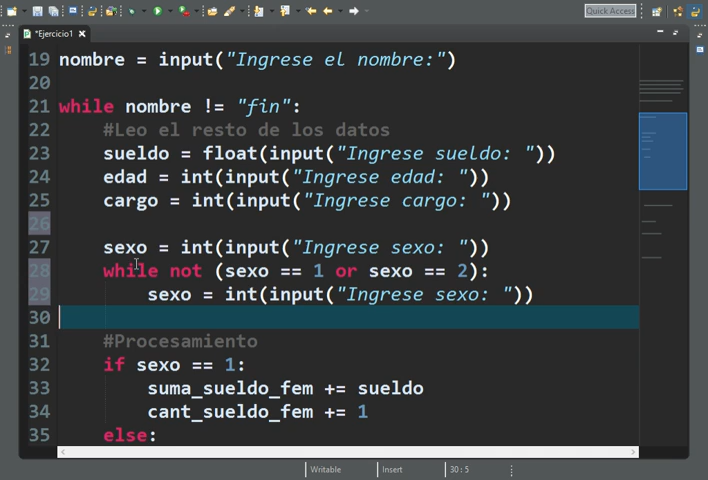 Quick Access
*Ejercicio1
19 nombre = input("Ingrese el nombre:")
20
21 while nombre != "fin":
22 #Leo el resto de los datos
23 sueldo = float(input("Ingrese sueldo: "))
24 edad = int(input("Ingrese edad: "))
25 cargo = int(input("Ingrese cargo: "))
26
27 sexo = int(input("Ingrese sexo: "))
28 while not (sexo == 1 or sexo == 2):
29 sexo = int(input("Ingrese sexo: "))
30
31 #Procesamiento
32 if sexo == 1:
33 suma_sueldo_fem += sueldo
34 cant_sueldo_fem += 1
35 else:
Writable Insert 30 : 5